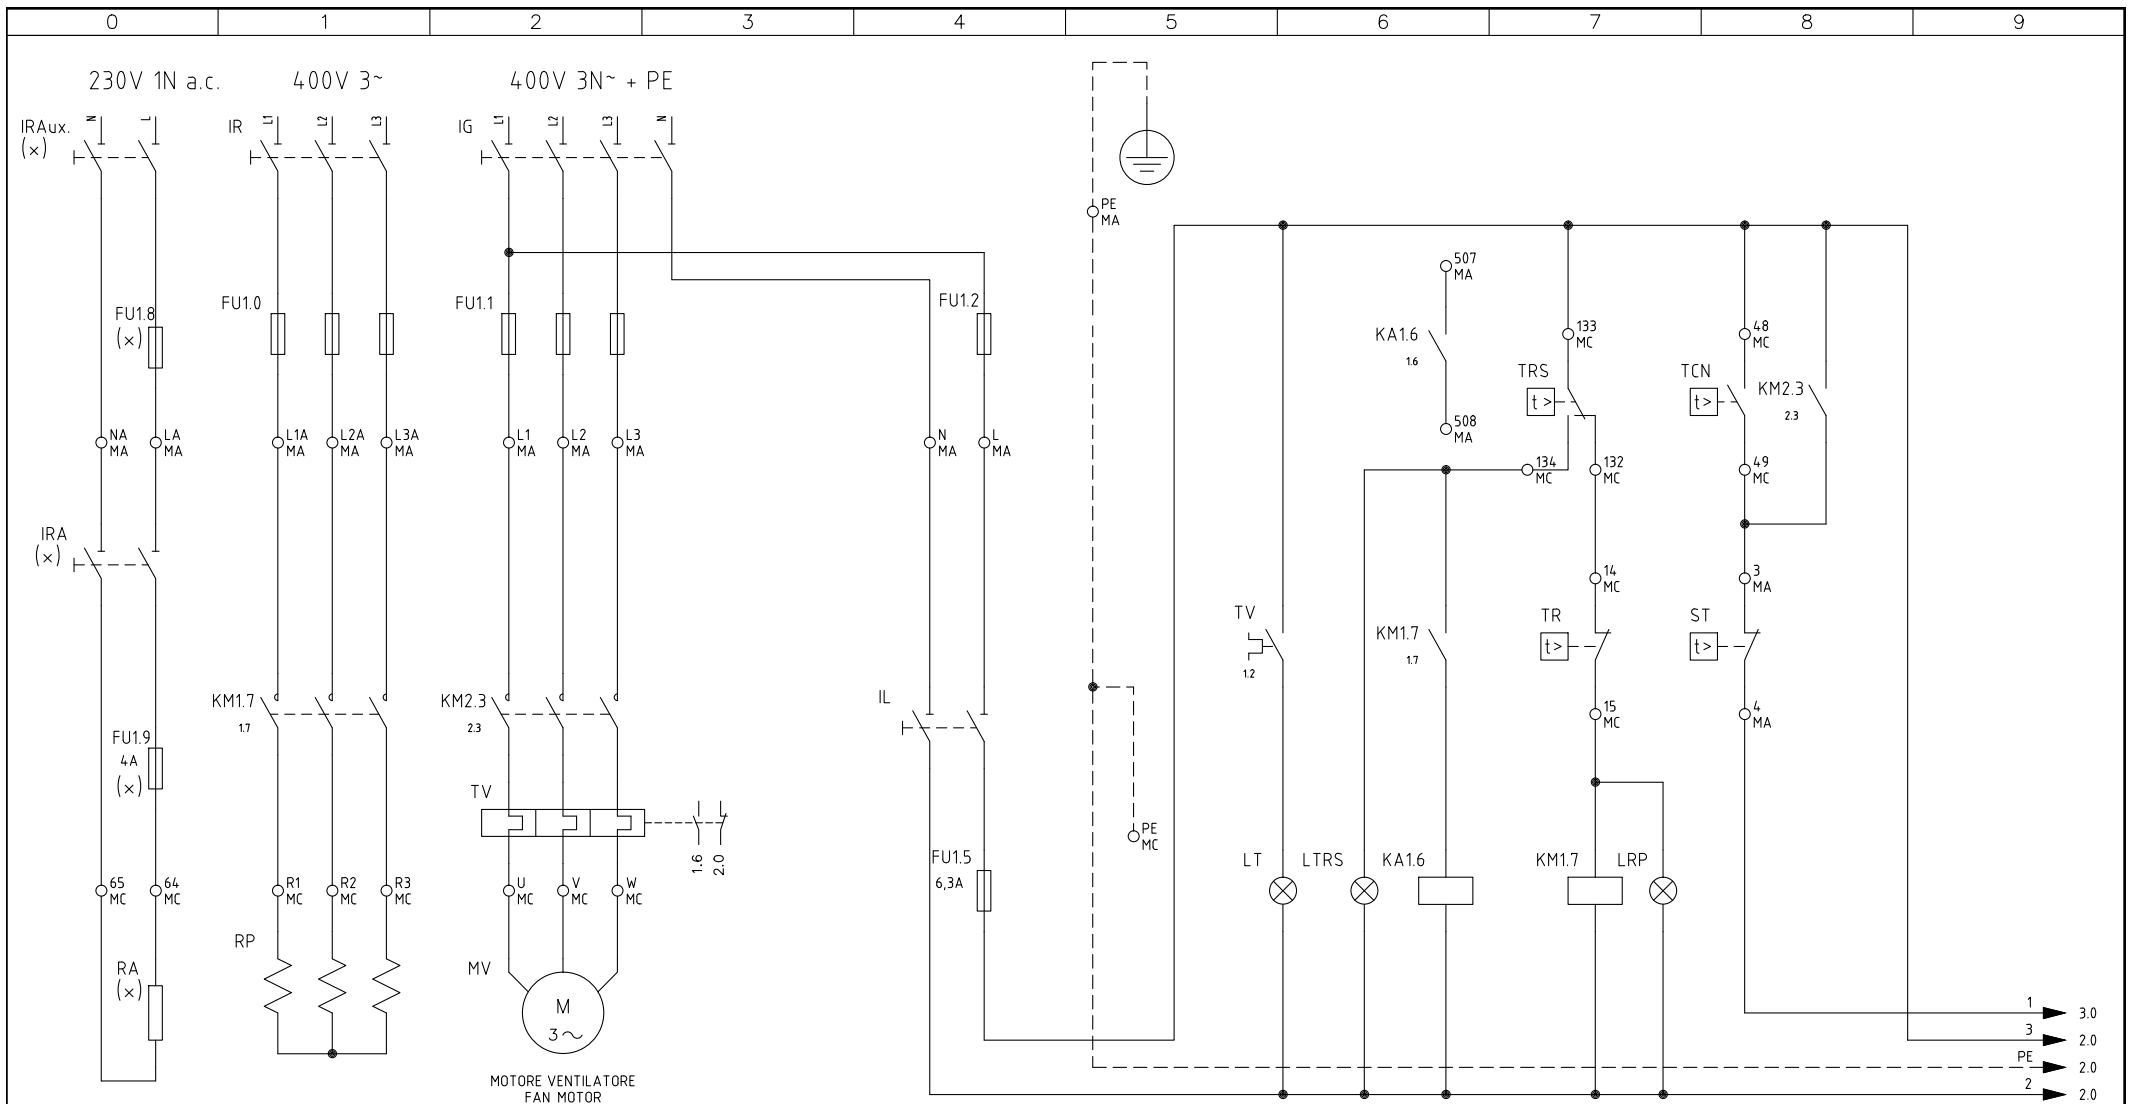 0 1 2 3 4 5 6 7 8 9
230V 1N a.c. 400V 3~ 400V 3N~ + PE
IRAux. N L IR L1 L2 L3 IG L1 L2 L3 N
(x)
PE
MA
507
MA
FU1.8 FU1.0 FU1.1 FU1.2
(x)
KA1.6
1.6
133
MC
48
MC
TRS TCN KM2.3
t> t> 2.3
508
MA
NA LA L1A L2A L3A L1 L2 L3 N L
MA MA MA MA MA MA MA MA MA MA
134 132 49
MC MC MC
IRA
(x)
14 3
MC MA
TV KM1.7 TR ST
1.2 1.7 t> t>
KM1.7 KM2.3 IL
1.7 2.3
15 4
MC MA
FU1.9
4A
(x)
TV
1.6 2.0
PE
MC
65 64 R1 R2 R3 U V W
MC MC MC MC MC MC MC MC
FU1.5
6,3A
LT LTRS KA1.6 KM1.7 LRP
RP
RA
(x)
MV
M
3~
1 3.0
3 2.0
PE 2.0
2 2.0
MOTORE VENTILATORE
FAN MOTOR